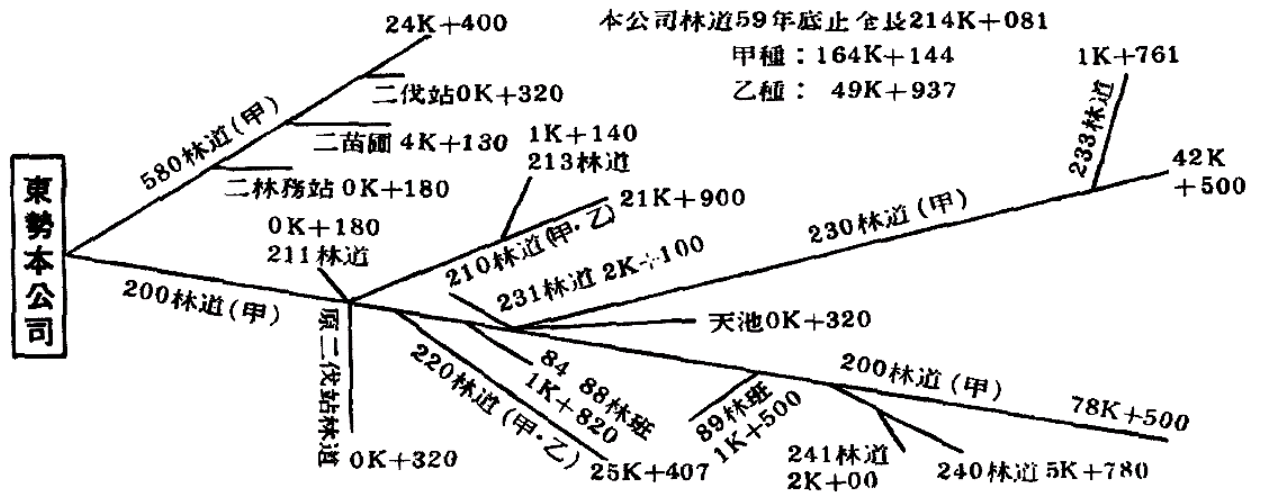 本公司林道59年底止全長214K+081
甲種：164K+144
乙種： 49K+937
東勢本公司
24K+400
580林道(甲)
二伐站0K+320
二苗圃 4K+130
二林務站 0K+180
200林道(甲)
0K+180
211林道
原二伐站林道
0K+320
1K+140
213林道
21K+900
210林道(甲·乙)
231林道 2K+100
230林道(甲)
1K+761
233林道
42K
+500
天池0K+320
220林道(甲·乙)
25K+407
84 88林班
1K+820
89林班
1K+500
200林道(甲)
78K+500
241林道
2K+00
240林道 5K+780